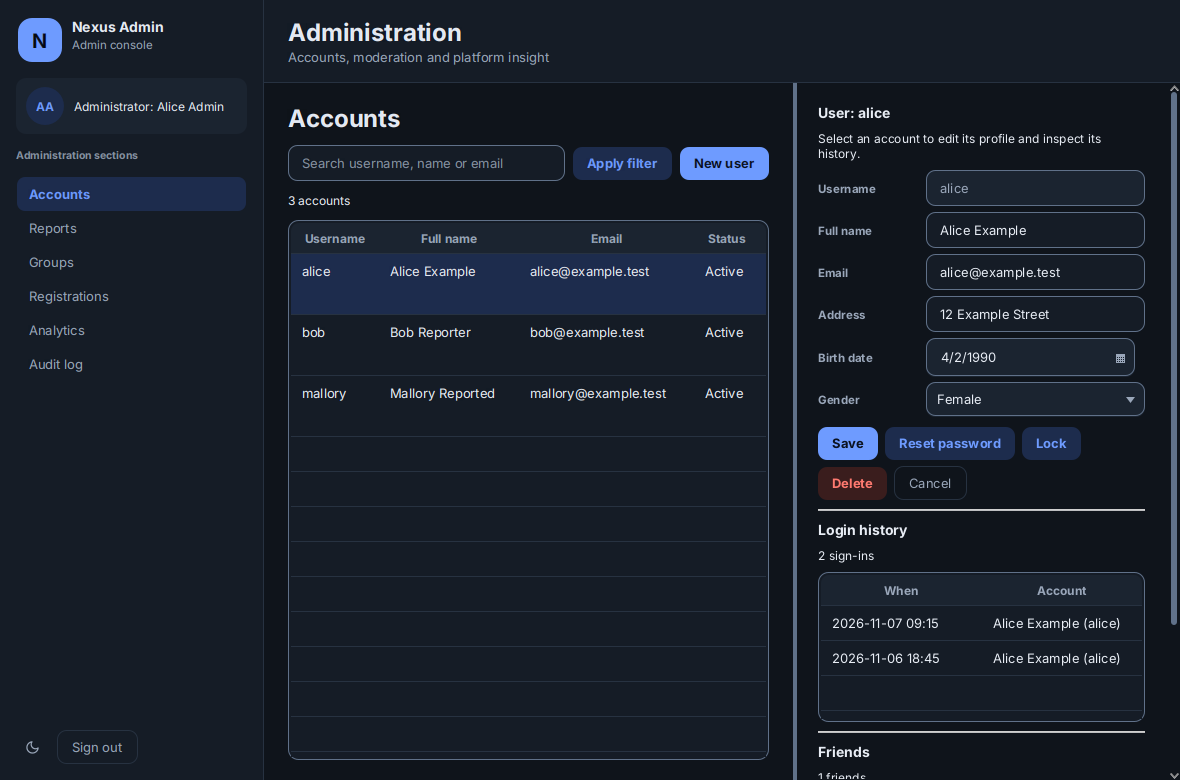 N
Nexus Admin
Admin console
AA
Administrator: Alice Admin
Administration sections
Accounts
Reports
Groups
Registrations
Analytics
Audit log
Sign out
Administration
Accounts, moderation and platform insight
Accounts
Search username, name or email
Apply filter
New user
3 accounts
Username Full name Email Status
alice Alice Example alice@example.test Active
bob Bob Reporter bob@example.test Active
mallory Mallory Reported mallory@example.test Active
User: alice
Select an account to edit its profile and inspect its
history.
Username alice
Full name Alice Example
Email alice@example.test
Address 12 Example Street
Birth date 4/2/1990
Gender Female
Save Reset password Lock
Delete Cancel
Login history
2 sign-ins
When Account
2026-11-07 09:15 Alice Example (alice)
2026-11-06 18:45 Alice Example (alice)
Friends
1 friends